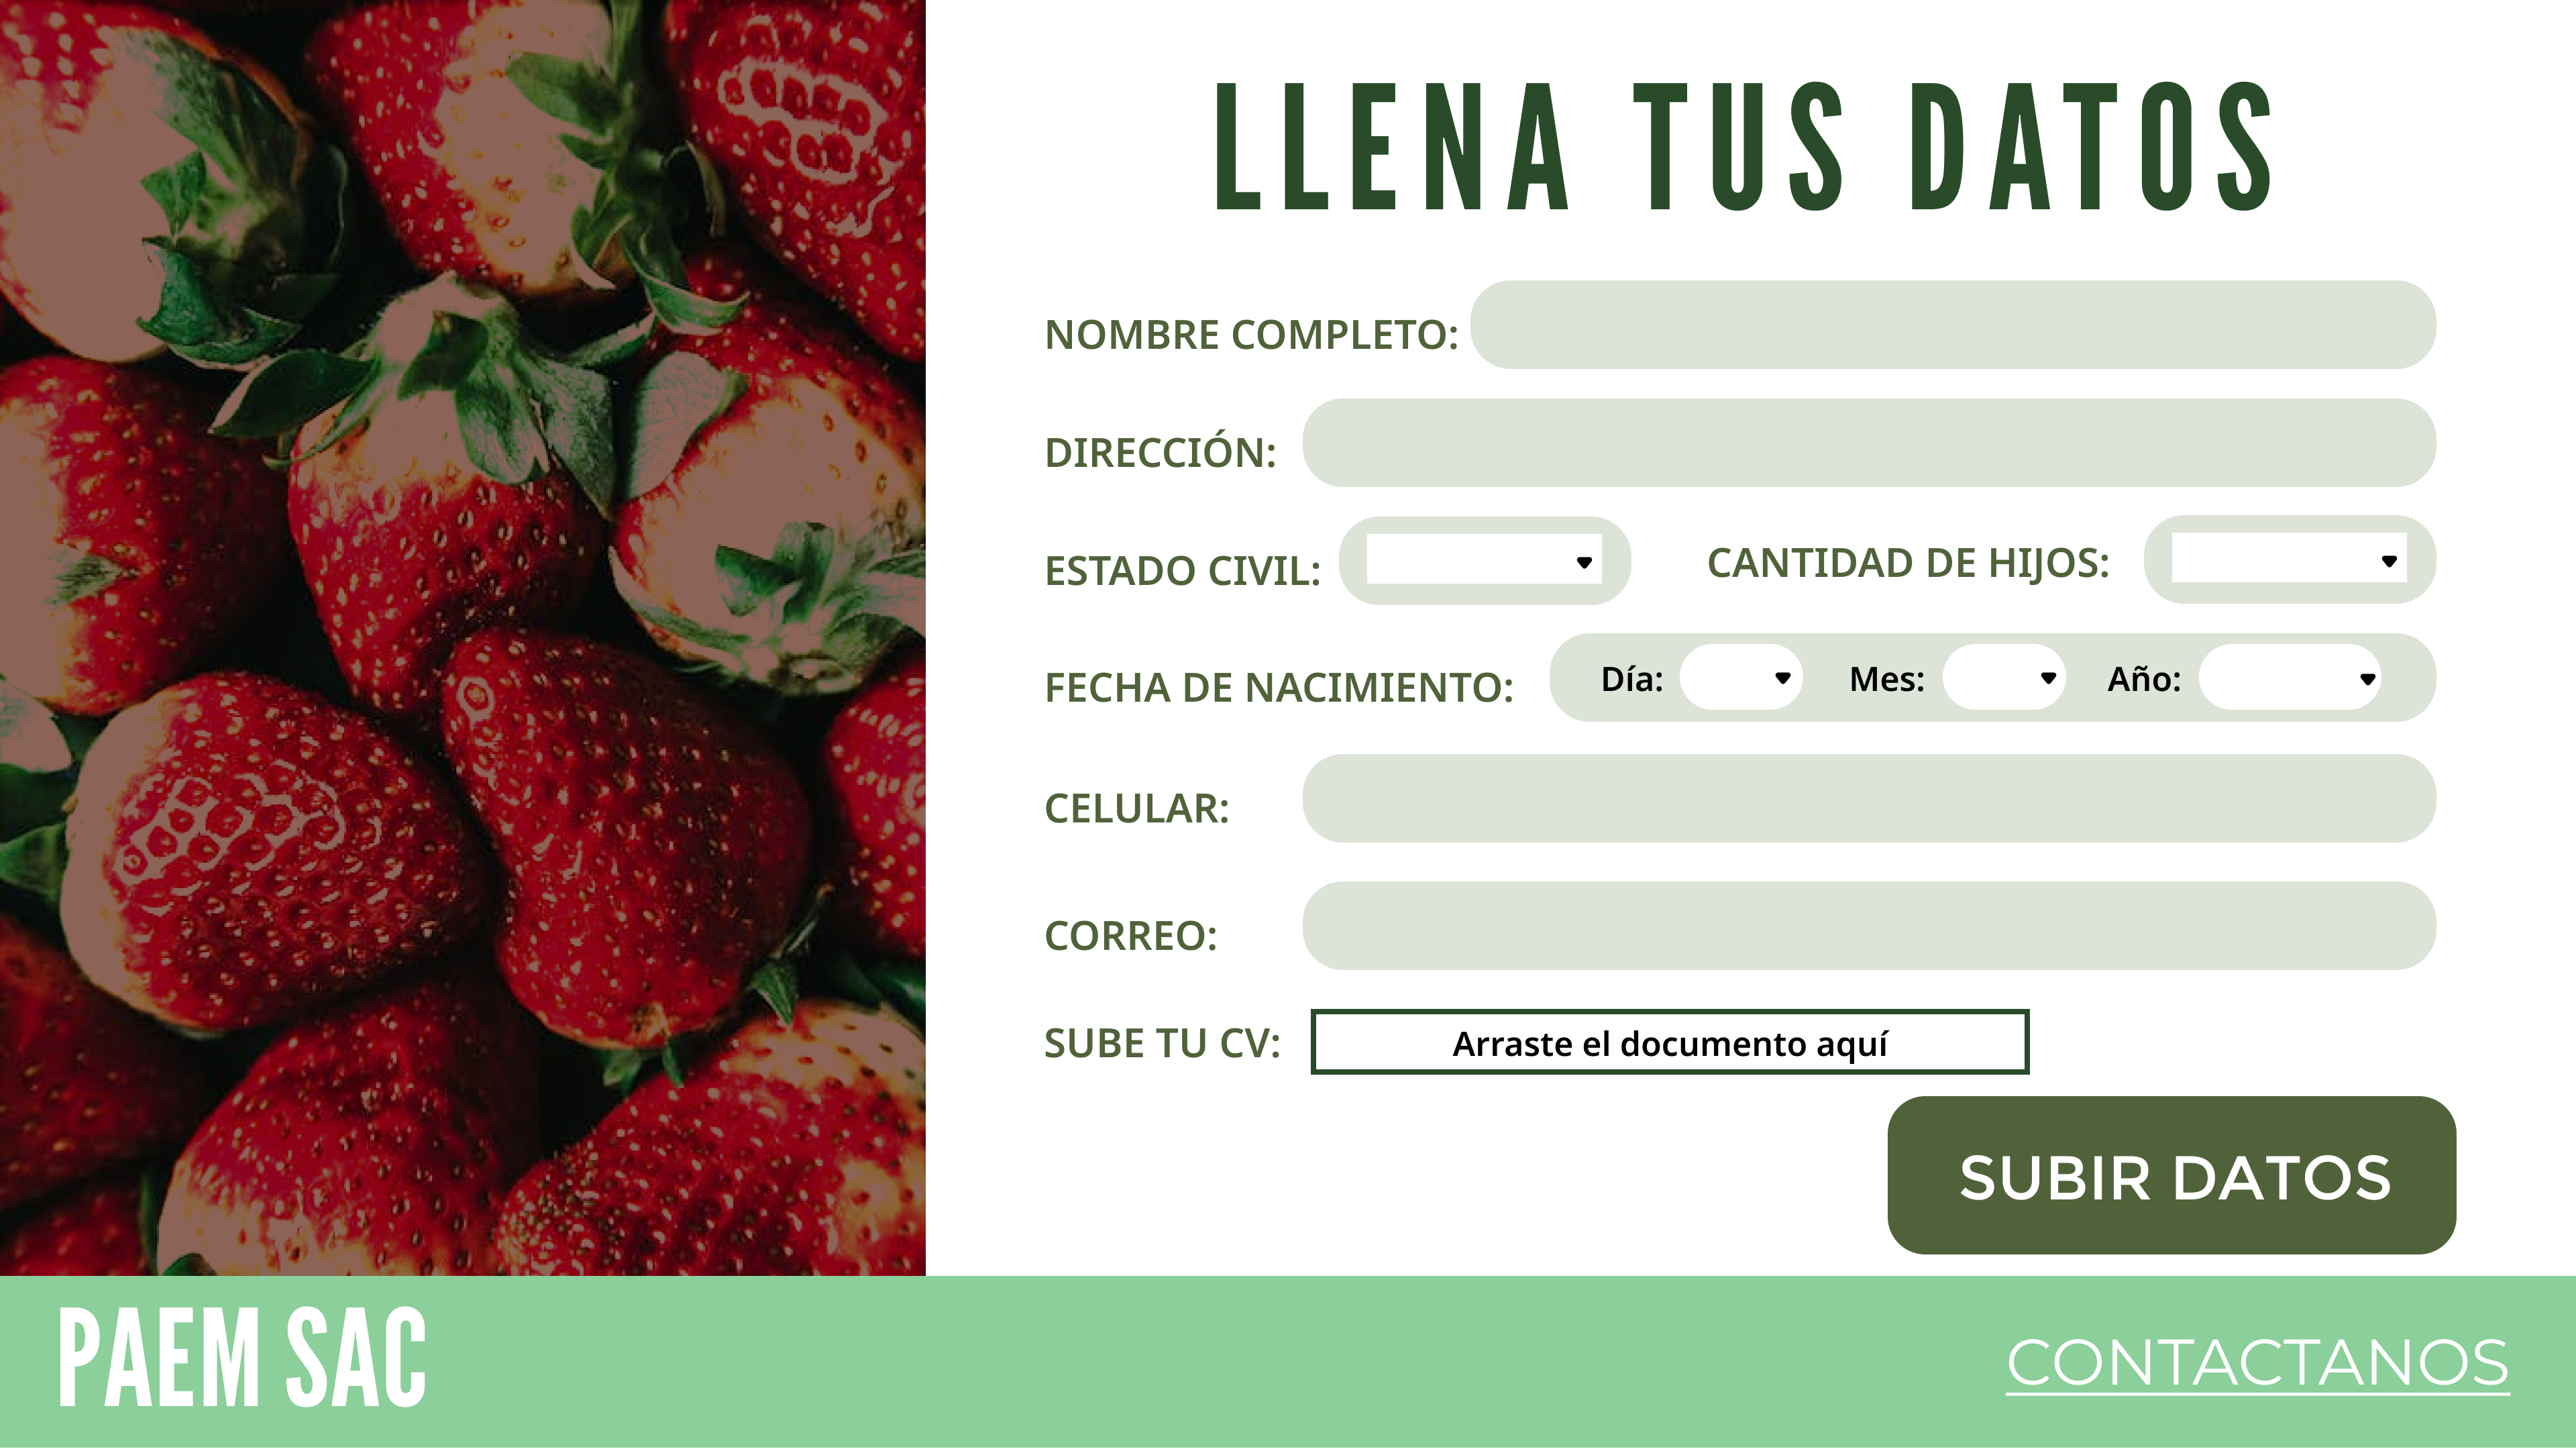 LLENA TUS DATOS
NOMBRE COMPLETO:
DIRECCIÓN:
ESTADO CIVIL: CANTIDAD DE HIJOS:
FECHA DE NACIMIENTO: Día: Mes: Año:
CELULAR:
CORREO:
SUBE TU CV: Arraste el documento aquí
SUBIR DATOS
PAEM SAC CONTACTANOS